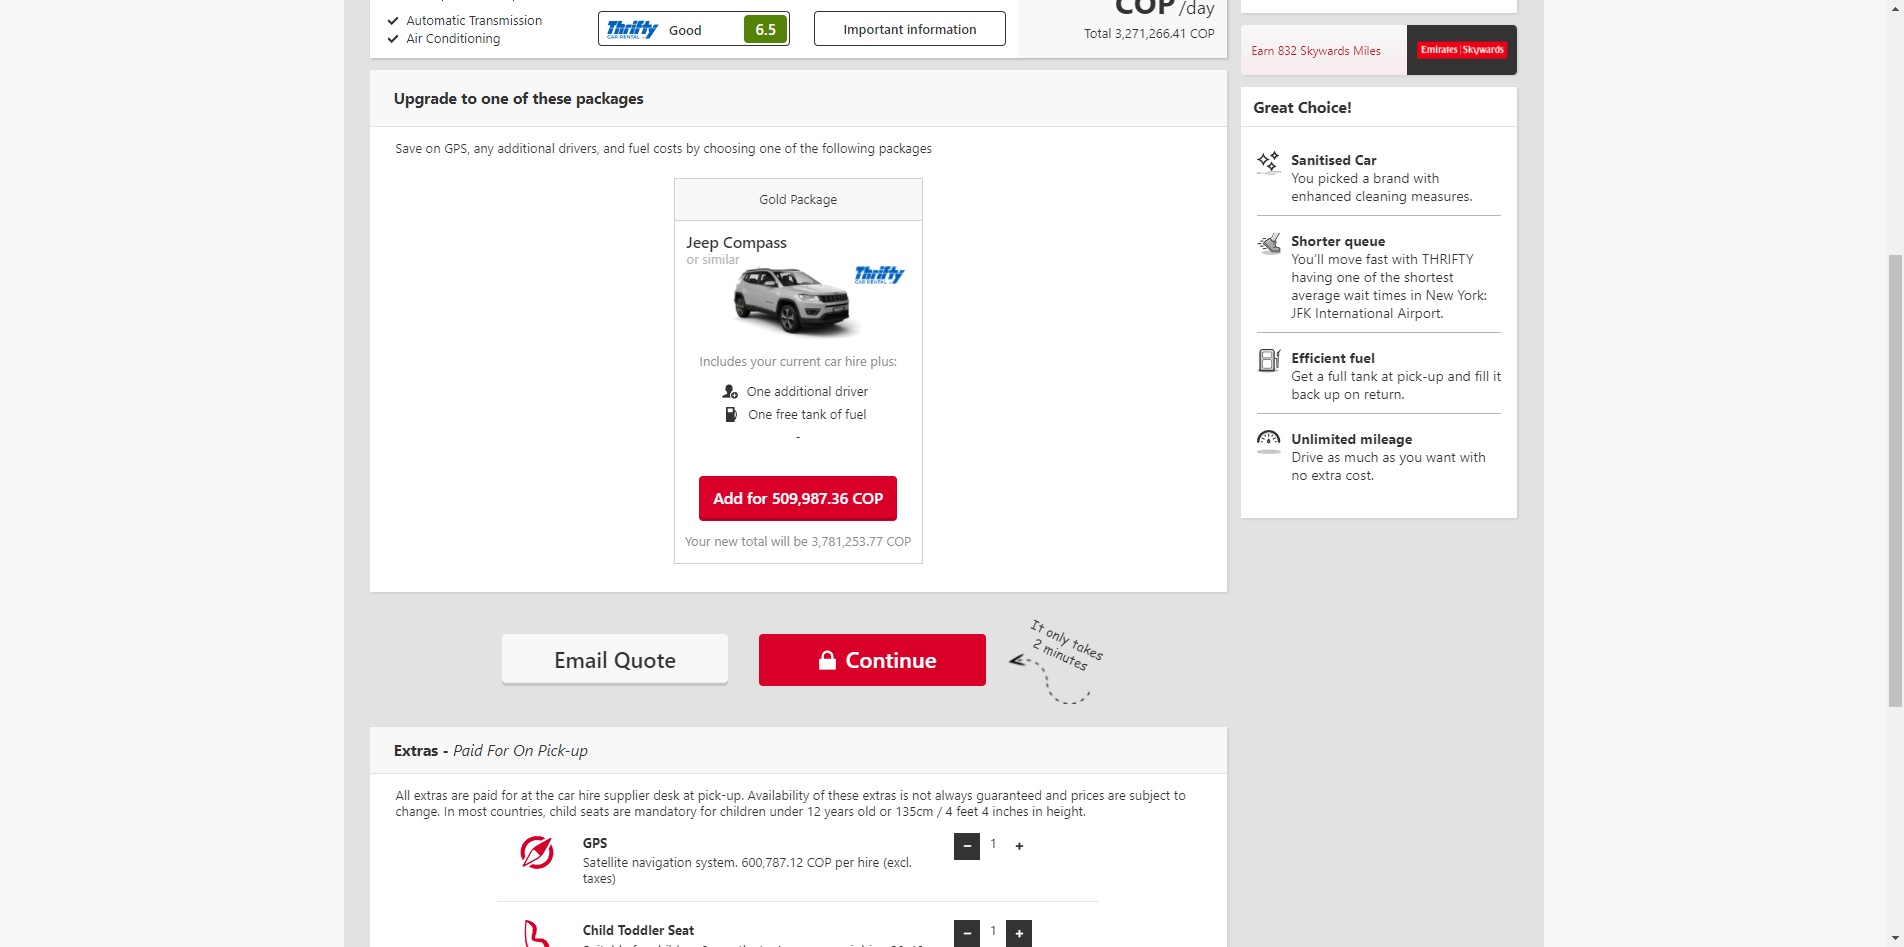 COP /day
Automatic Transmission
Air Conditioning
Thrifty CAR RENTAL Good 6.5
Important information
Total 3,271,266.41 COP
Earn 832 Skywards Miles
Emirates | Skywards
Upgrade to one of these packages
Save on GPS, any additional drivers, and fuel costs by choosing one of the following packages
Gold Package
Jeep Compass
or similar
Thrifty
CAR RENTAL
Includes your current car hire plus:
One additional driver
One free tank of fuel
-
Add for 509,987.36 COP
Your new total will be 3,781,253.77 COP
Great Choice!
Sanitised Car
You picked a brand with
enhanced cleaning measures.
Shorter queue
You'll move fast with THRIFTY
having one of the shortest
average wait times in New York:
JFK International Airport.
Efficient fuel
Get a full tank at pick-up and fill it
back up on return.
Unlimited mileage
Drive as much as you want with
no extra cost.
Email Quote
Continue
It only takes
2 minutes
Extras - Paid For On Pick-up
All extras are paid for at the car hire supplier desk at pick-up. Availability of these extras is not always guaranteed and prices are subject to
change. In most countries, child seats are mandatory for children under 12 years old or 135cm / 4 feet 4 inches in height.
GPS
Satellite navigation system. 600,787.12 COP per hire (excl.
taxes)
- 1 +
Child Toddler Seat
- 1 +